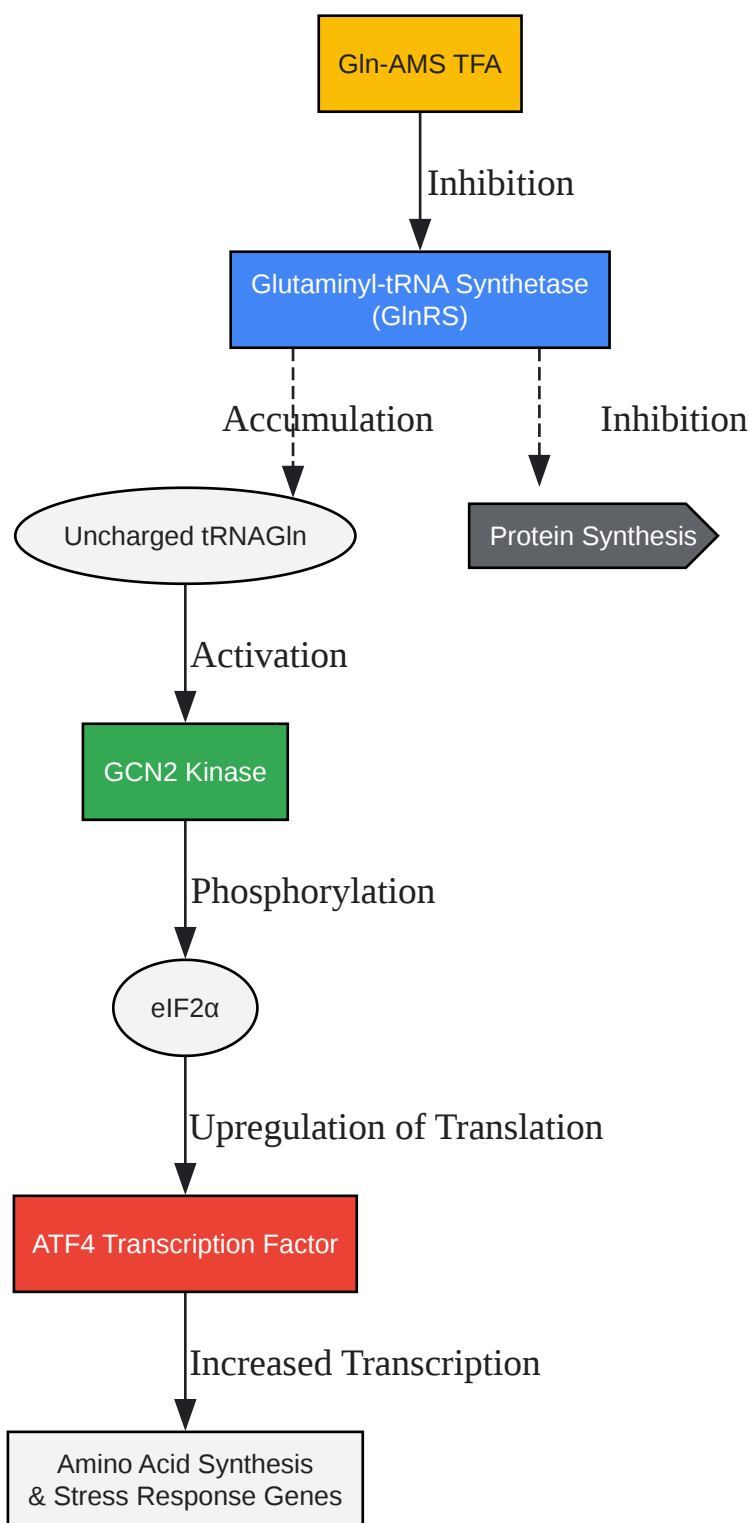 Gln-AMS TFA
Inhibition
Glutaminyl-tRNA Synthetase
(GlnRS)
Accumulation
Inhibition
Uncharged tRNAGln
Protein Synthesis
Activation
GCN2 Kinase
Phosphorylation
eIF2α
Upregulation of Translation
ATF4 Transcription Factor
Increased Transcription
Amino Acid Synthesis
& Stress Response Genes